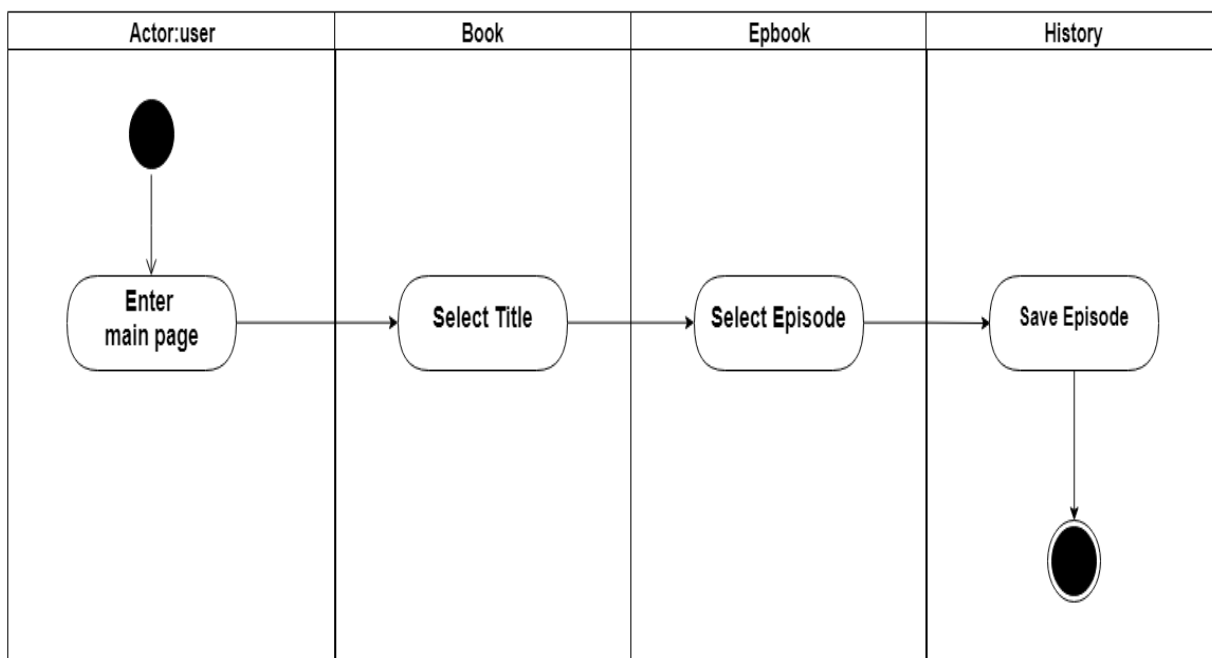 Actor:user
Book
Epbook
History
Enter
main page
Select Title
Select Episode
Save Episode